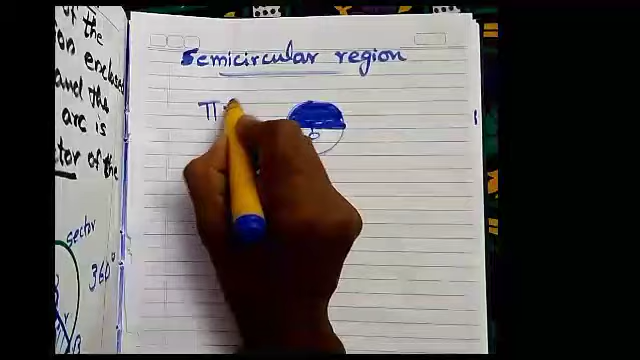 of the
on enclosed
and the
arc is
tor of the
sector
360°
r
B
Semicircular region
π
o